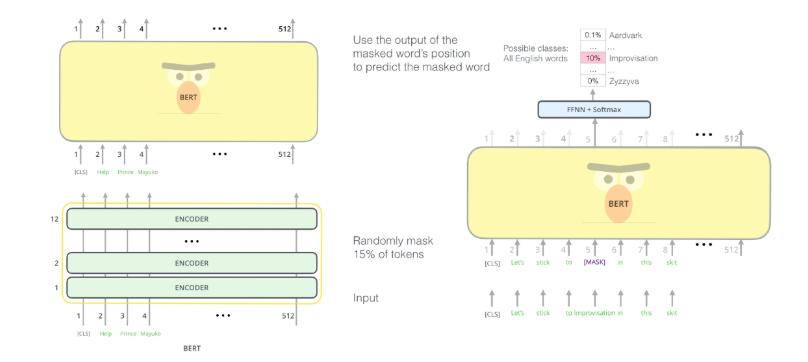 1 2 3 4 ••• 512
BERT
1 2 3 4 ••• 512
[CLS] Help Prince Mayuko
12 ENCODER
•••
2 ENCODER
1 ENCODER
1 2 3 4 ••• 512
[CLS] Help Prince Mayuko
BERT
Use the output of the
masked word's position
to predict the masked word
Possible classes:
All English words
0.1% Aardvark
... ...
10% Improvisation
... ...
0% Zyzzyva
FFNN + Softmax
1 2 3 4 5 6 7 8 ••• 512
BERT
1 2 3 4 5 6 7 8 ••• 512
Randomly mask
15% of tokens
[CLS] Let's stick to [MASK] in this skit
Input
[CLS] Let's stick to improvisation in this skit